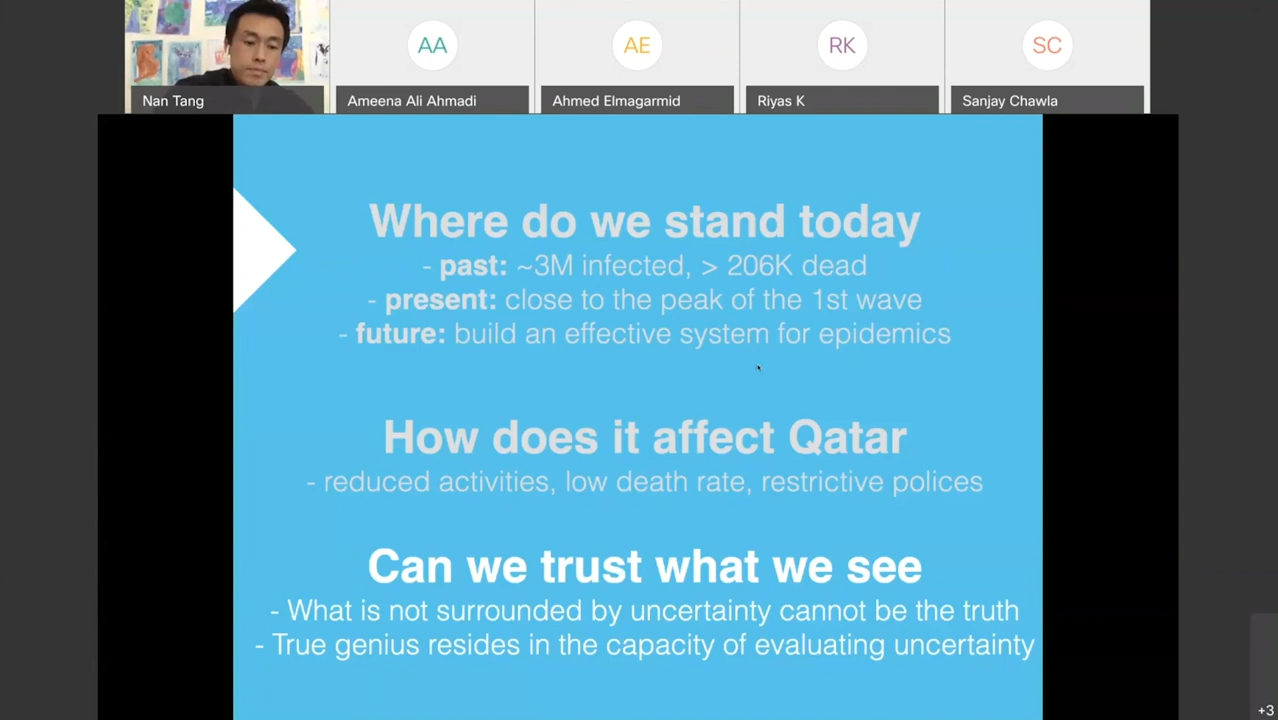 AA
AE
RK
SC
Nan Tang
Ameena Ali Ahmadi
Ahmed Elmagarmid
Riyas K
Sanjay Chawla
Where do we stand today
- past: ~3M infected, > 206K dead
- present: close to the peak of the 1st wave
- future: build an effective system for epidemics
How does it affect Qatar
- reduced activities, low death rate, restrictive polices
Can we trust what we see
- What is not surrounded by uncertainty cannot be the truth
- True genius resides in the capacity of evaluating uncertainty
+3